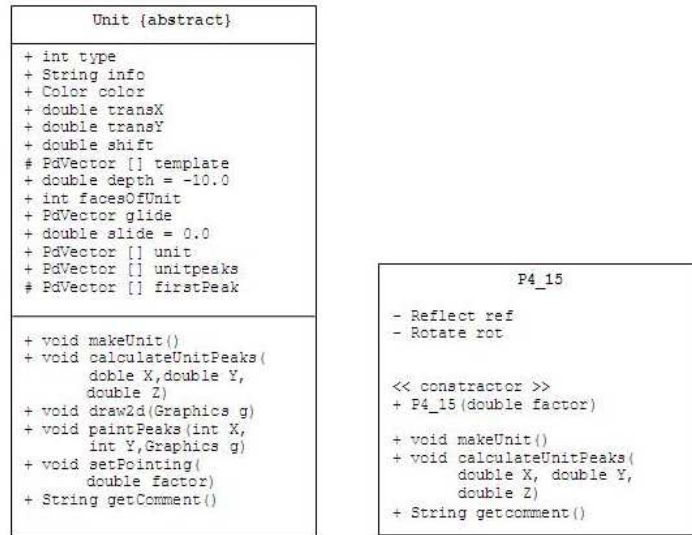 Unit {abstract}
+ int type
+ String info
+ Color color
+ double transX
+ double transY
+ double shift
# PdVector [] template
+ double depth = -10.0
+ int facesOfUnit
+ PdVector glide
+ double slide = 0.0
+ PdVector [] unit
+ PdVector [] unitpeaks
# PdVector [] firstPeak
+ void makeUnit()
+ void calculateUnitPeaks(
doble X,double Y,
double Z)
+ void draw2d(Graphics g)
+ void paintPeaks(int X,
int Y,Graphics g)
+ void setPointing(
double factor)
+ String getComment()
P4_15
- Reflect ref
- Rotate rot
<< constractor >>
+ P4_15(double factor)
+ void makeUnit()
+ void calculateUnitPeaks(
double X, double Y,
double Z)
+ String getcomment()